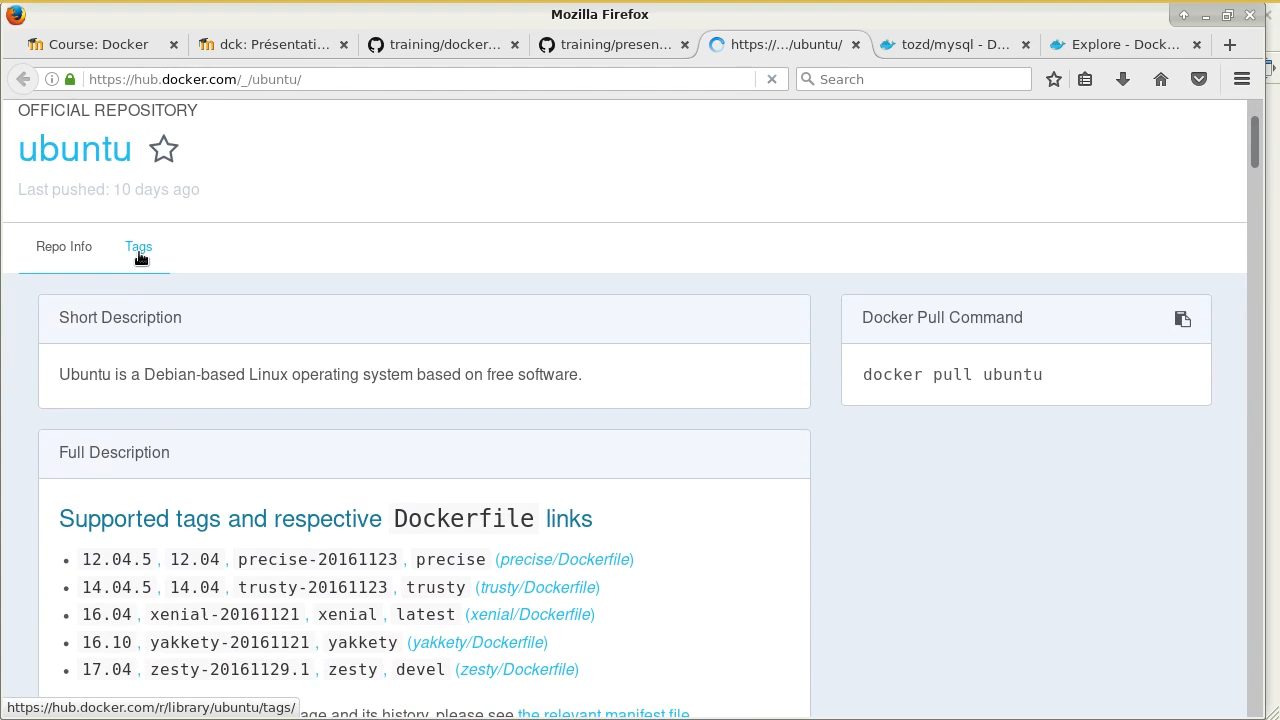 Mozilla Firefox
Course: Docker
dck: Présentati...
training/docker...
training/presen...
https://.../ubuntu/
tozd/mysql - D...
Explore - Dock...
https://hub.docker.com/_/ubuntu/
Search
OFFICIAL REPOSITORY
ubuntu
Last pushed: 10 days ago
Repo Info
Tags
Short Description
Ubuntu is a Debian-based Linux operating system based on free software.
Docker Pull Command
docker pull ubuntu
Full Description
Supported tags and respective Dockerfile links
12.04.5, 12.04, precise-20161123, precise (precise/Dockerfile)
14.04.5, 14.04, trusty-20161123, trusty (trusty/Dockerfile)
16.04, xenial-20161121, xenial, latest (xenial/Dockerfile)
16.10, yakkety-20161121, yakkety (yakkety/Dockerfile)
17.04, zesty-20161129.1, zesty, devel (zesty/Dockerfile)
age and its history, please see the relevant manifest file
https://hub.docker.com/r/library/ubuntu/tags/